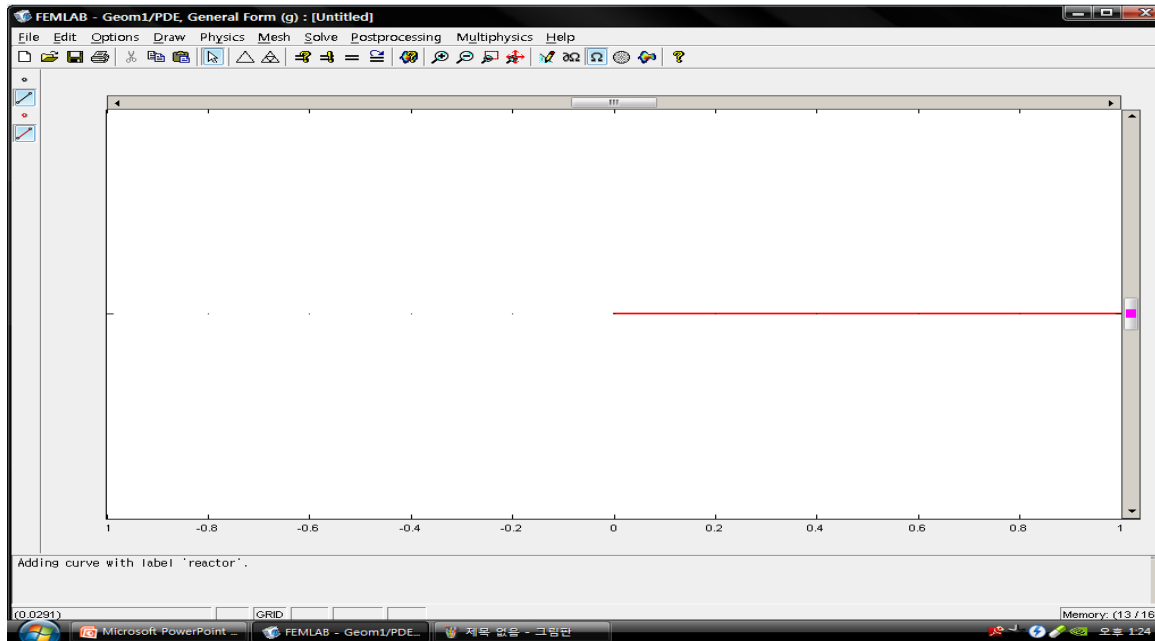 FEMLAB - Geom1/PDE, General Form (g) : [Untitled]
File Edit Options Draw Physics Mesh Solve Postprocessing Multiphysics Help
1 -0.8 -0.6 -0.4 -0.2 0 0.2 0.4 0.6 0.8 1
Adding curve with label 'reactor'.
(0.0291) GRID Memory: (13 / 16
Microsoft PowerPoint ... FEMLAB - Geom1/PDE... 제목 없음 - 그림판 오후 1:24